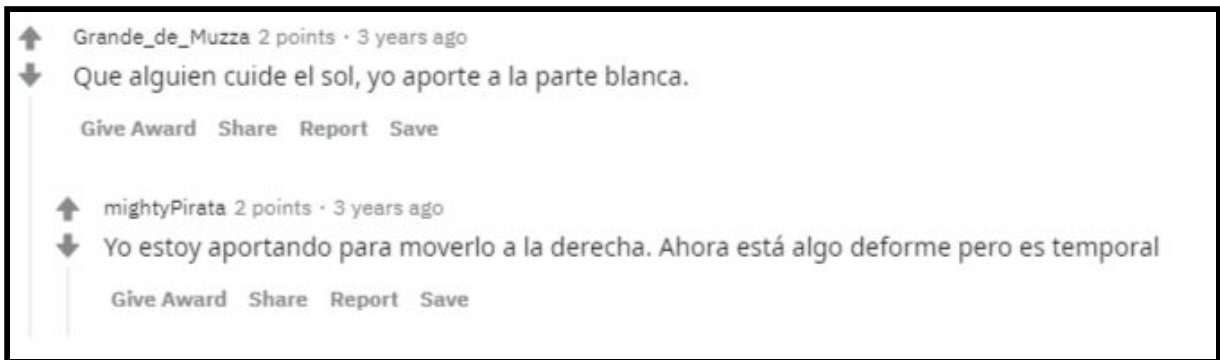 Grande_de_Muzza 2 points · 3 years ago
Que alguien cuide el sol, yo aporte a la parte blanca.
Give Award Share Report Save
mightyPirata 2 points · 3 years ago
Yo estoy aportando para moverlo a la derecha. Ahora está algo deforme pero es temporal
Give Award Share Report Save